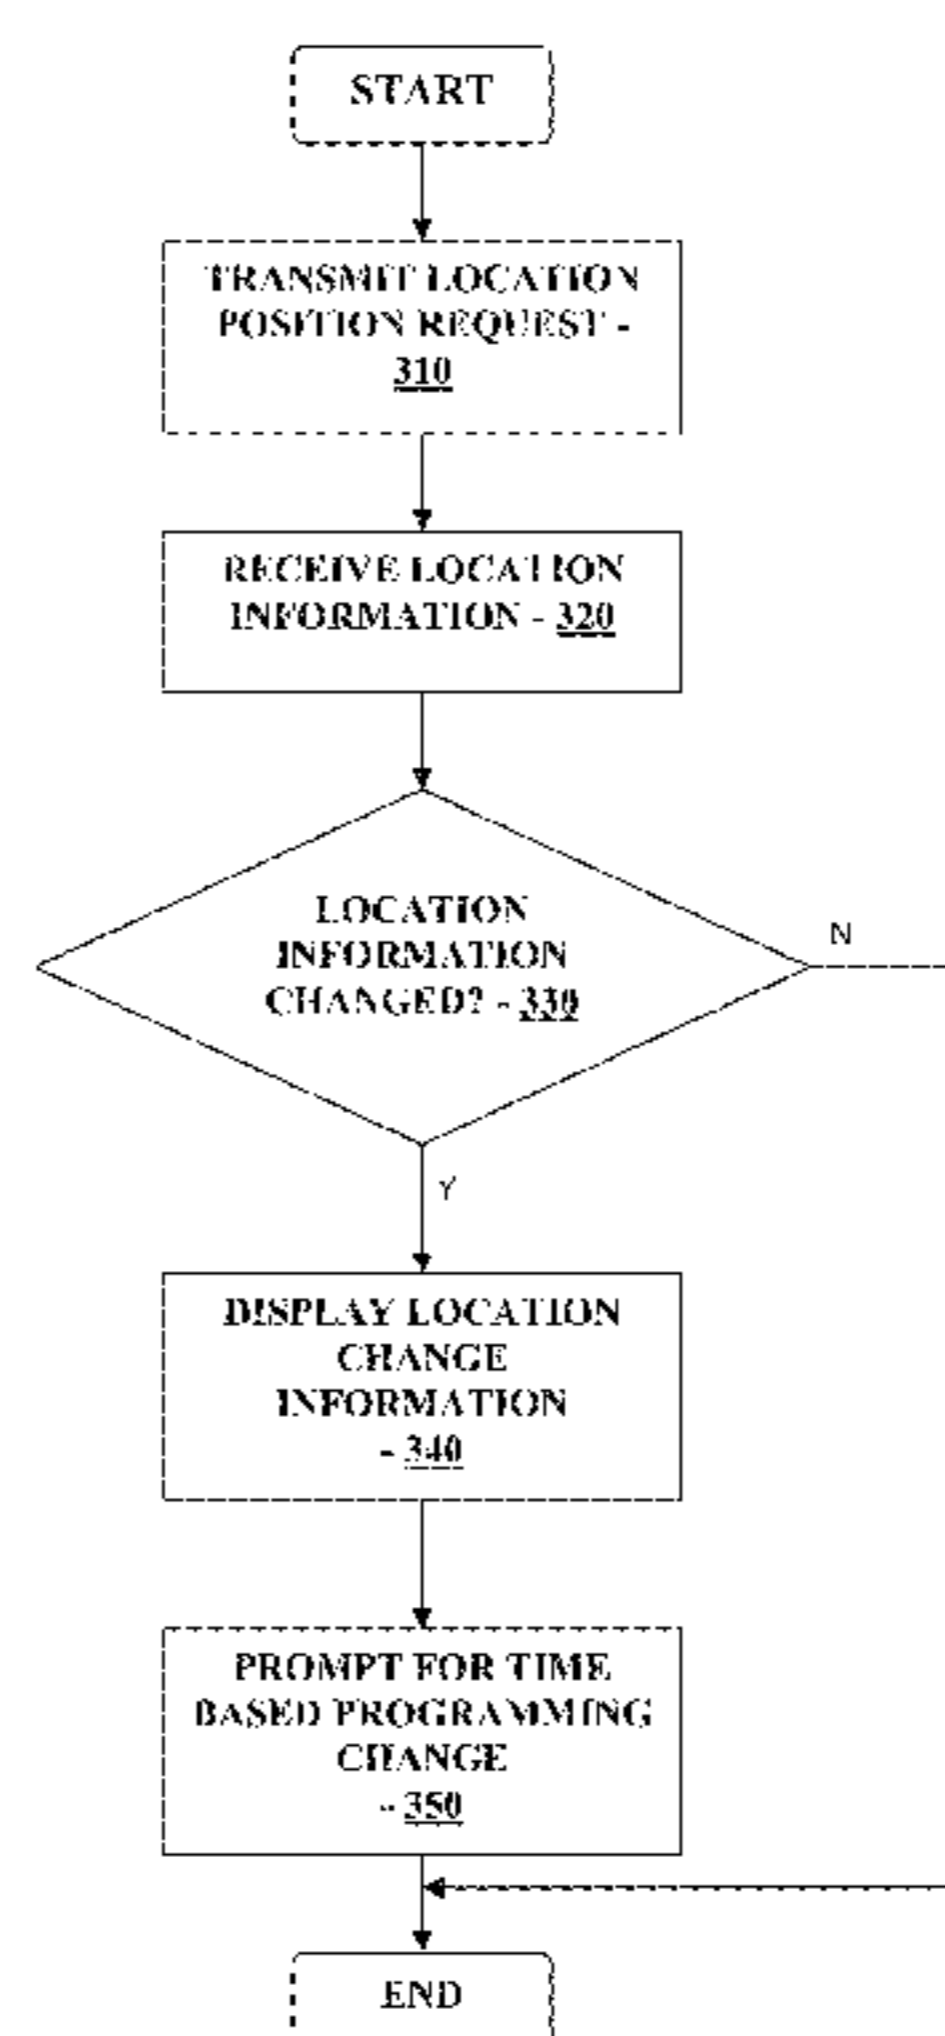 START
TRANSMIT LOCATION
POSITION REQUEST -
310
RECEIVE LOCATION
INFORMATION - 320
LOCATION
INFORMATION
CHANGED? - 330
N
Y
DISPLAY LOCATION
CHANGE
INFORMATION
- 340
PROMPT FOR TIME
BASED PROGRAMMING
CHANGE
- 350
END